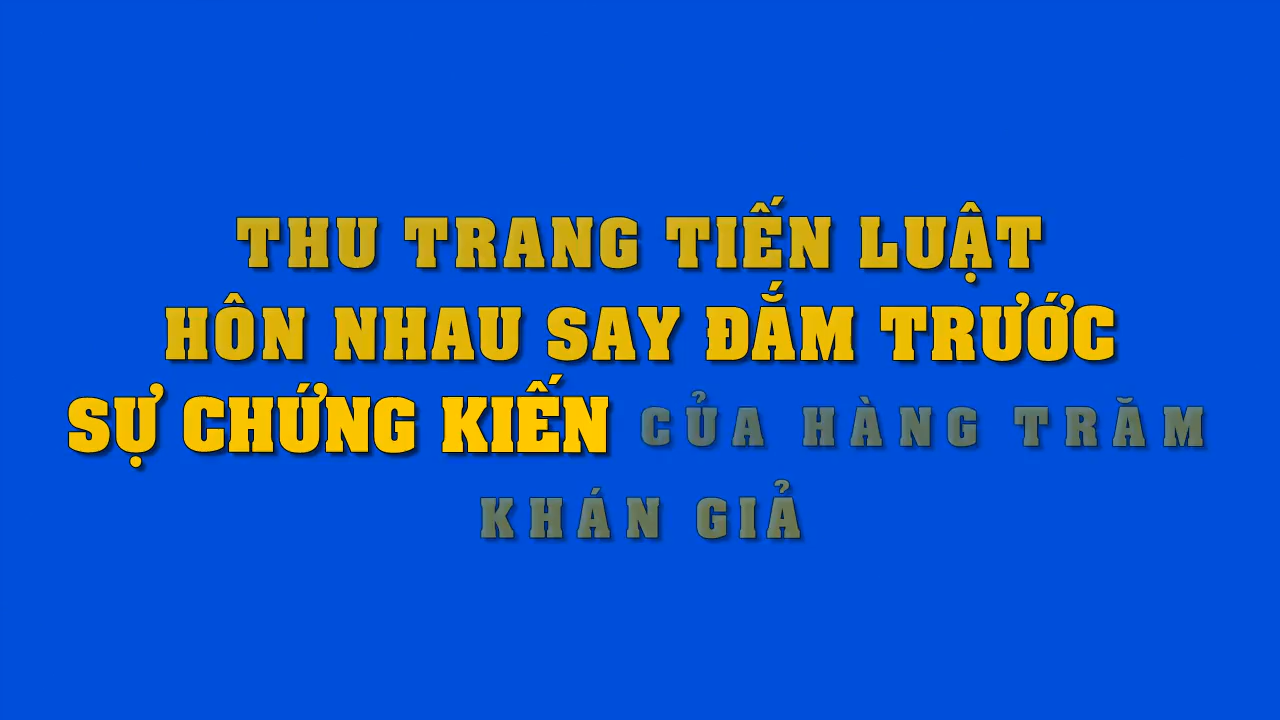 THU TRANG TIẾN LUẬT
HÔN NHAU SAY ĐẮM TRƯỚC
SỰ CHỨNG KIẾN CỦA HÀNG TRĂM
KHÁN GIẢ